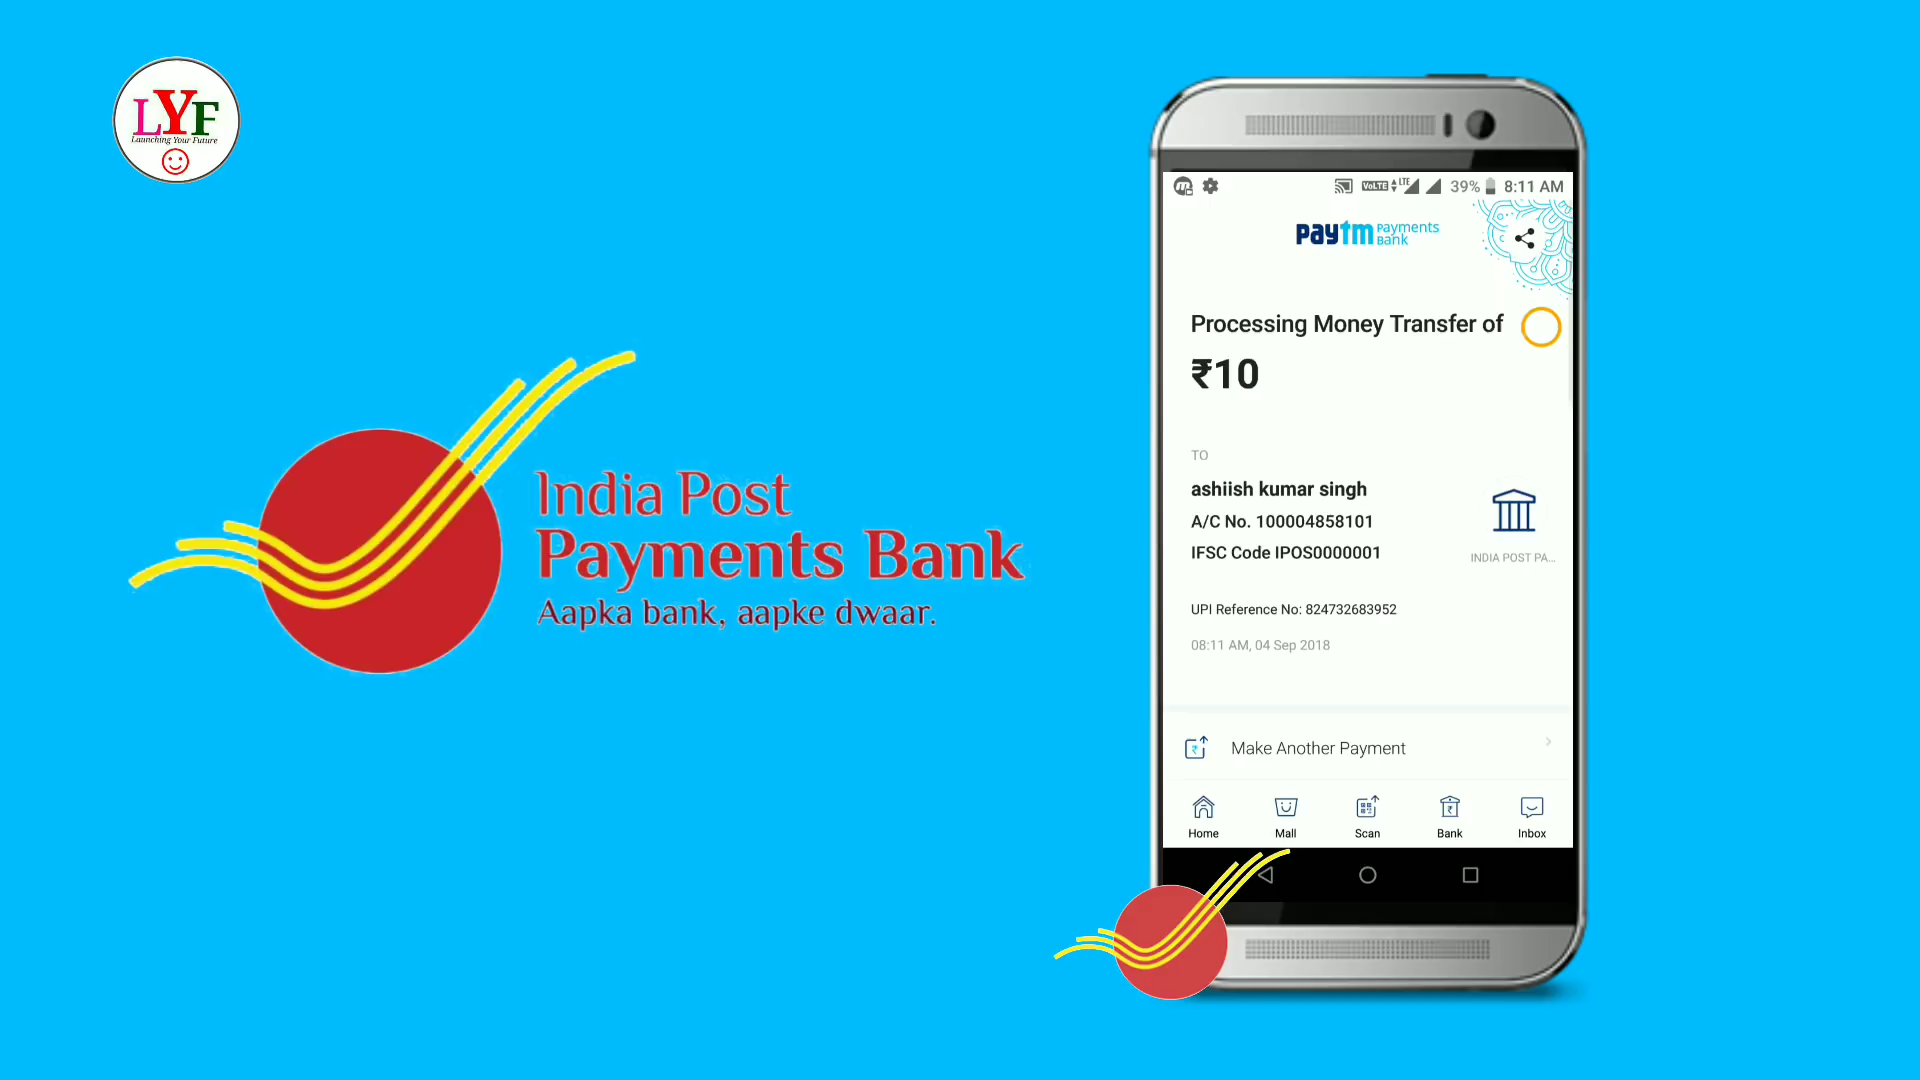 LYF
Launching Your Future
India Post
Payments Bank
Aapka bank, aapke dwaar.
VoLTE LTE 39% 8:11 AM
paytm Payments Bank
Processing Money Transfer of
₹10
TO
ashiish kumar singh
A/C No. 100004858101
IFSC Code IPOS0000001
INDIA POST PA...
UPI Reference No: 824732683952
08:11 AM, 04 Sep 2018
Make Another Payment
Home Mall Scan Bank Inbox